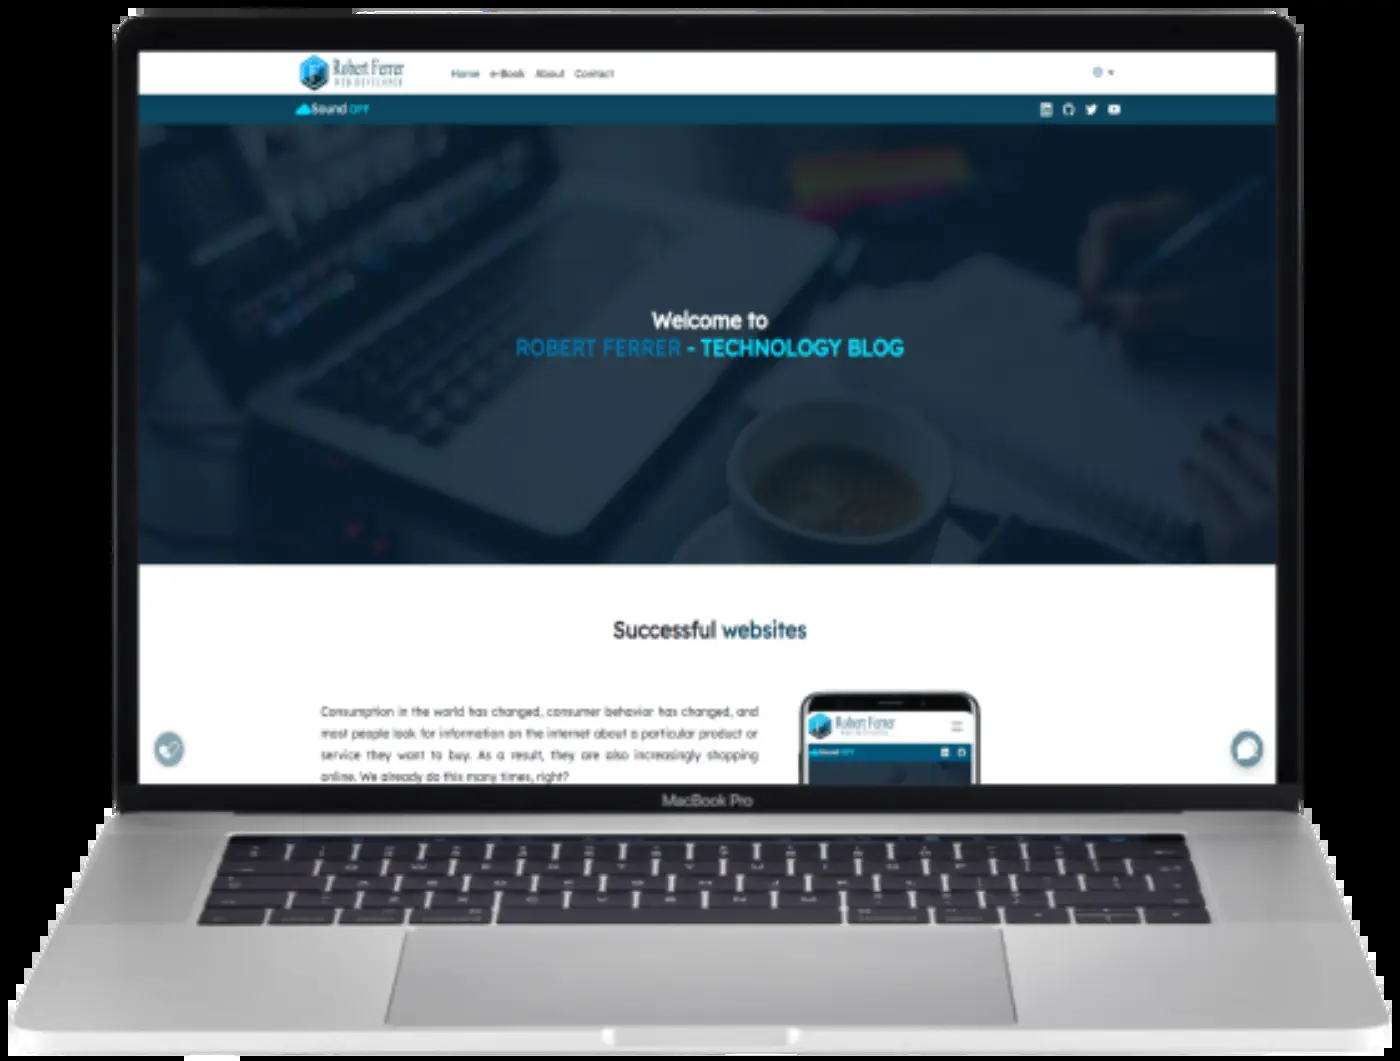 Robert Ferrer
WEB DEVELOPER
Home e-Book About Contact
Sound OFF
Welcome to
ROBERT FERRER - TECHNOLOGY BLOG
Successful websites
Consumption in the world has changed, consumer behavior has changed, and
most people look for information on the internet about a particular product or
service they want to buy. As a result, they are also increasingly shopping
online. We already do this many times, right?
Robert Ferrer
Sound OFF
MacBook Pro